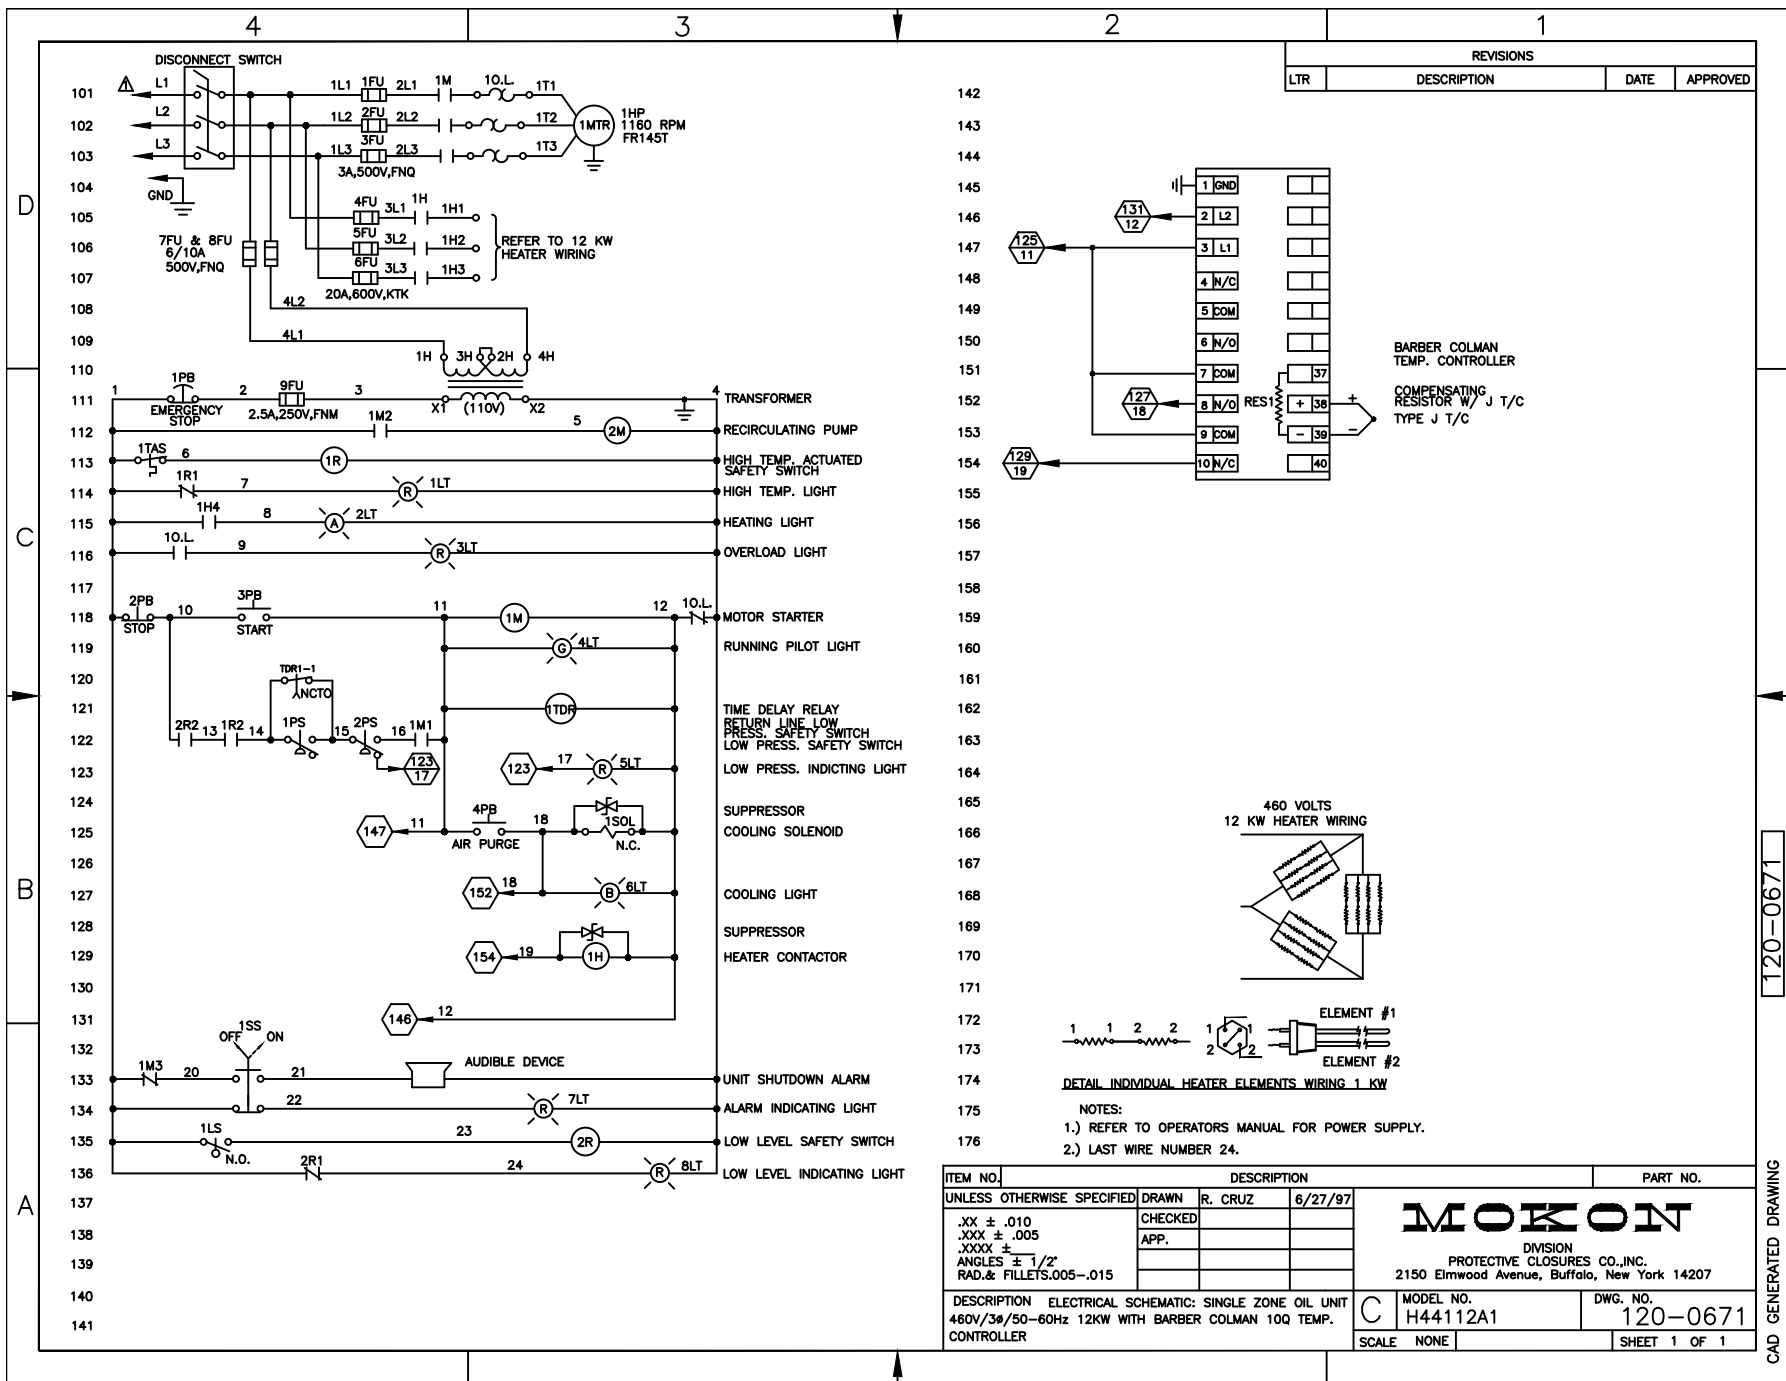 4 3 2 1
DISCONNECT SWITCH
REVISIONS
LTR DESCRIPTION DATE APPROVED
101 L1 1L1 1FU 2L1 1M 1O.L. 1T1
102 L2 1L2 2FU 2L2 1T2 1MTR
1HP
1160 RPM
FR145T
103 L3 1L3 3FU 2L3 1T3
3A,500V,FNQ
104 GND
105 4FU 3L1 1H 1H1
106 5FU 3L2 1H2
REFER TO 12 KW
HEATER WIRING
107 6FU 3L3 1H3
20A,600V,KTK
7FU & 8FU
6/10A
500V,FNQ
108 4L2
109 4L1
110 1H 3H 2H 4H
111 1 1PB 2 9FU 3 X1 (110V) X2 4 TRANSFORMER
EMERGENCY
STOP
2.5A,250V,FNM
112 1M2 5 2M RECIRCULATING PUMP
113 1TAS 6 1R HIGH TEMP. ACTUATED
SAFETY SWITCH
114 1R1 7 R 1LT HIGH TEMP. LIGHT
115 1H4 8 A 2LT HEATING LIGHT
116 1O.L. 9 R 3LT OVERLOAD LIGHT
117
118 2PB 10 3PB 11 1M 12 1O.L. MOTOR STARTER
STOP START
119 G 4LT RUNNING PILOT LIGHT
120 TDR1-1
NCTO
121 1TDR TIME DELAY RELAY
RETURN LINE LOW
PRESS. SAFETY SWITCH
122 2R2 13 1R2 14 1PS 15 2PS 16 1M1 LOW PRESS. SAFETY SWITCH
123 123 17 123 17 R 5LT LOW PRESS. INDICTING LIGHT
124 SUPPRESSOR
125 147 11 4PB 18 1SOL COOLING SOLENOID
AIR PURGE N.C.
126
127 152 18 B 6LT COOLING LIGHT
128 SUPPRESSOR
129 154 19 1H HEATER CONTACTOR
130
131 146 12
132 OFF 1SS ON AUDIBLE DEVICE
133 1M3 20 21 UNIT SHUTDOWN ALARM
134 22 R 7LT ALARM INDICATING LIGHT
135 1LS 23 2R LOW LEVEL SAFETY SWITCH
N.O.
136 2R1 24 R 8LT LOW LEVEL INDICATING LIGHT
137
138
139
140
141
142
143
144
145 1 GND
146 131 12 2 L2
147 125 11 3 L1
148 4 N/C
149 5 COM
150 6 N/O
151 7 COM 37
152 127 18 8 N/O RES1 + 38 +
153 9 COM - 39 -
154 129 19 10 N/C 40
BARBER COLMAN
TEMP. CONTROLLER
COMPENSATING
RESISTOR W/ J T/C
TYPE J T/C
155
156
157
158
159
160
161
162
163
164
165
166
167
168
169
170
171
172
173
174
175
176
460 VOLTS
12 KW HEATER WIRING
1 1 2 2 1 1 2 2
ELEMENT #1
ELEMENT #2
DETAIL INDIVIDUAL HEATER ELEMENTS WIRING 1 KW
NOTES:
1.) REFER TO OPERATORS MANUAL FOR POWER SUPPLY.
2.) LAST WIRE NUMBER 24.
ITEM NO. DESCRIPTION PART NO.
UNLESS OTHERWISE SPECIFIED DRAWN R. CRUZ 6/27/97
CHECKED
APP.
.XX ± .010
.XXX ± .005
.XXXX ±___
ANGLES ± 1/2°
RAD.& FILLETS.005-.015
MOKON
DIVISION
PROTECTIVE CLOSURES CO.,INC.
2150 Elmwood Avenue, Buffalo, New York 14207
DESCRIPTION ELECTRICAL SCHEMATIC: SINGLE ZONE OIL UNIT
460V/3ø/50-60Hz 12KW WITH BARBER COLMAN 10Q TEMP.
CONTROLLER
C
MODEL NO.
H44112A1
DWG. NO.
120-0671
SCALE NONE SHEET 1 OF 1
D
C
B
A
120-0671
CAD GENERATED DRAWING